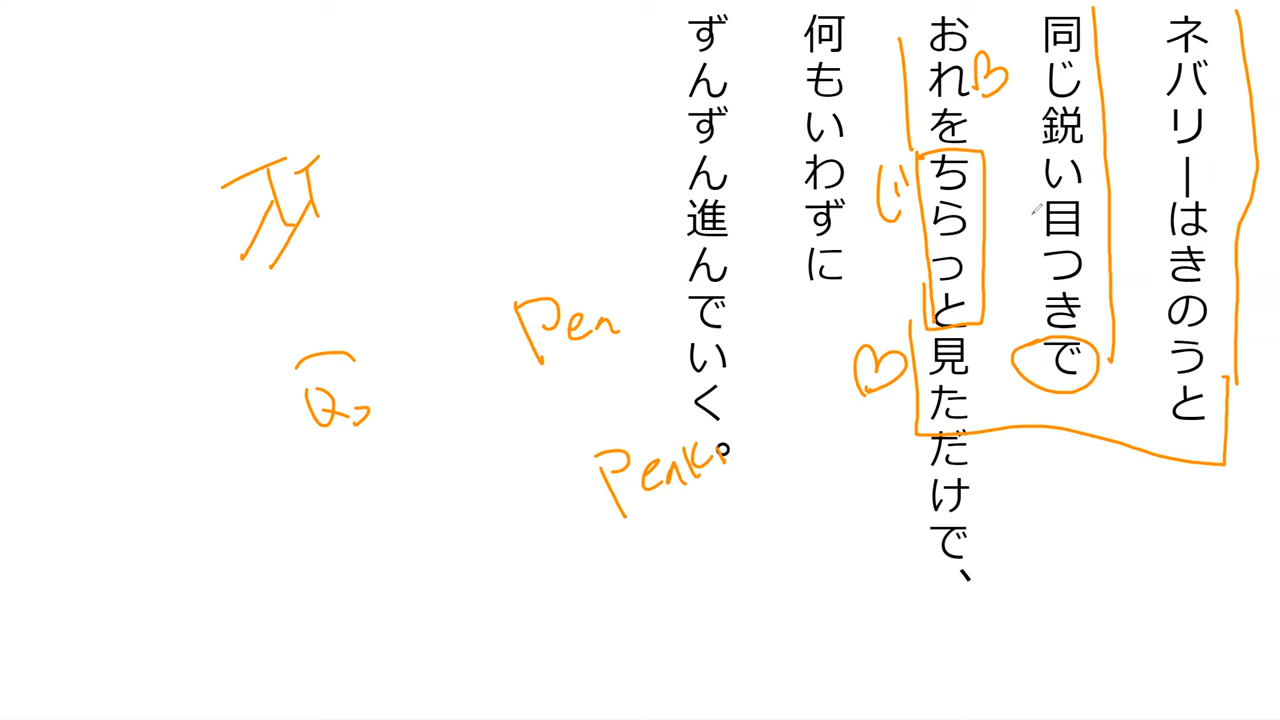 ネバリーはきのうと
同じ鋭い目つきで
おれをちらっと見ただけで、
何もいわずに
ずんずん進んでいく。
じ
Pen
Penki